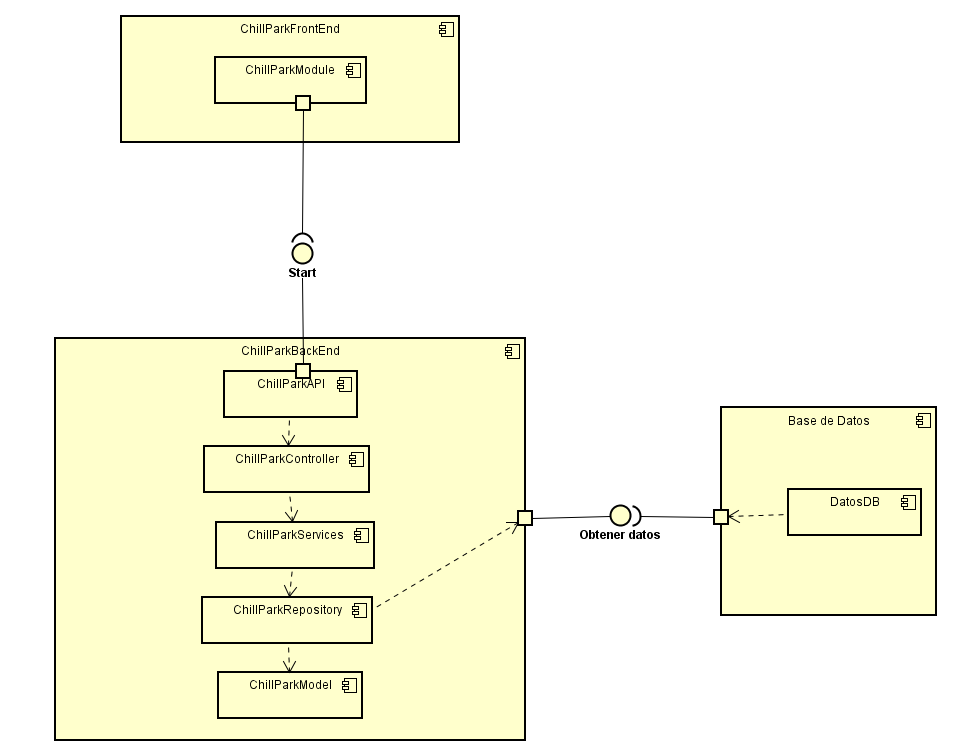 ChillParkFrontEnd
ChillParkModule
Start
ChillParkBackEnd
ChillParkAPI
ChillParkController
ChillParkServices
ChillParkRepository
ChillParkModel
Obtener datos
Base de Datos
DatosDB